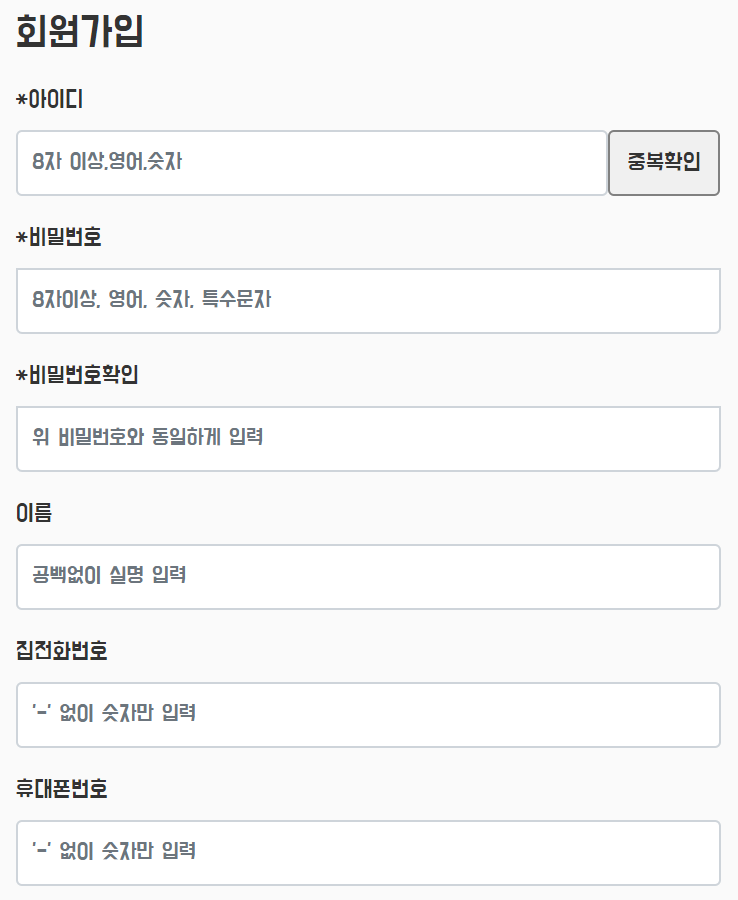 회원가입
*아이디
8자 이상,영어,숫자
중복확인
*비밀번호
8자이상, 영어, 숫자, 특수문자
*비밀번호확인
위 비밀번호와 동일하게 입력
이름
공백없이 실명 입력
집전화번호
'-' 없이 숫자만 입력
휴대폰번호
'-' 없이 숫자만 입력